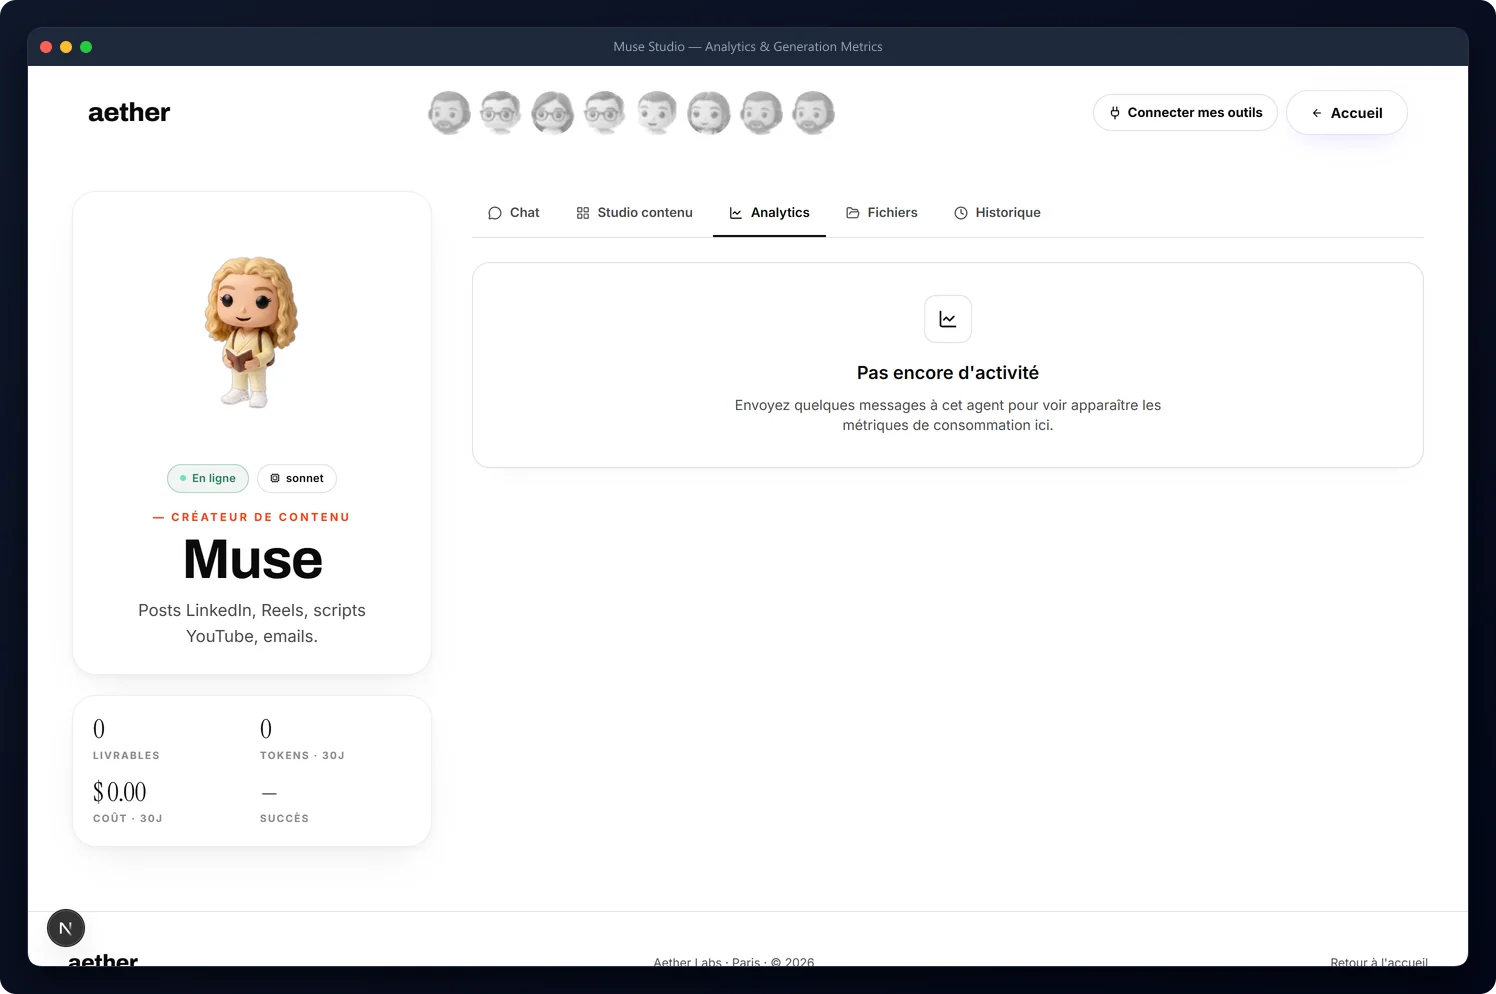 Muse Studio — Analytics & Generation Metrics
aether
Connecter mes outils
← Accueil
Chat
Studio contenu
Analytics
Fichiers
Historique
Pas encore d'activité
Envoyez quelques messages à cet agent pour voir apparaître les
métriques de consommation ici.
En ligne
sonnet
— CRÉATEUR DE CONTENU
Muse
Posts LinkedIn, Reels, scripts
YouTube, emails.
0
LIVRABLES
0
TOKENS · 30J
$0.00
COÛT · 30J
—
SUCCÈS
N
aether
Aether Labs · Paris · © 2026
Retour à l'accueil